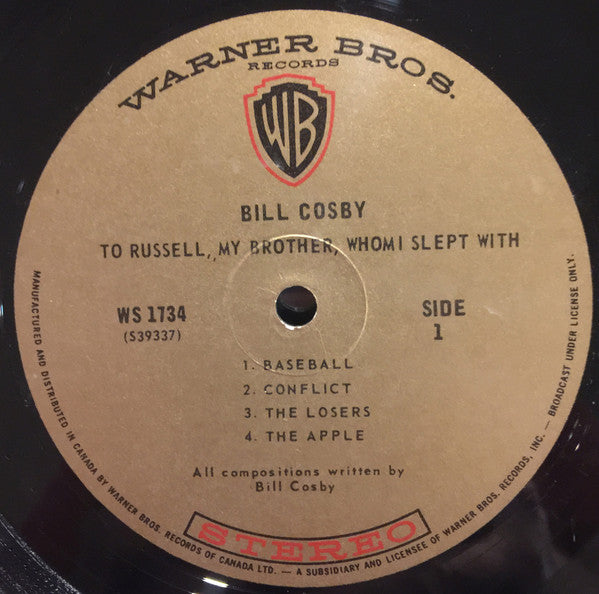 WARNER BROS.
RECORDS
WB
BILL COSBY
TO RUSSELL, MY BROTHER, WHOM I SLEPT WITH
WS 1734
(S39337)
SIDE
1
1. BASEBALL
2. CONFLICT
3. THE LOSERS
4. THE APPLE
All compositions written by
Bill Cosby
STEREO
MANUFACTURED AND DISTRIBUTED IN CANADA BY WARNER BROS. RECORDS OF CANADA LTD. — A SUBSIDIARY AND LICENSEE OF WARNER BROS. RECORDS, INC. — BROADCAST UNDER LICENSE ONLY.